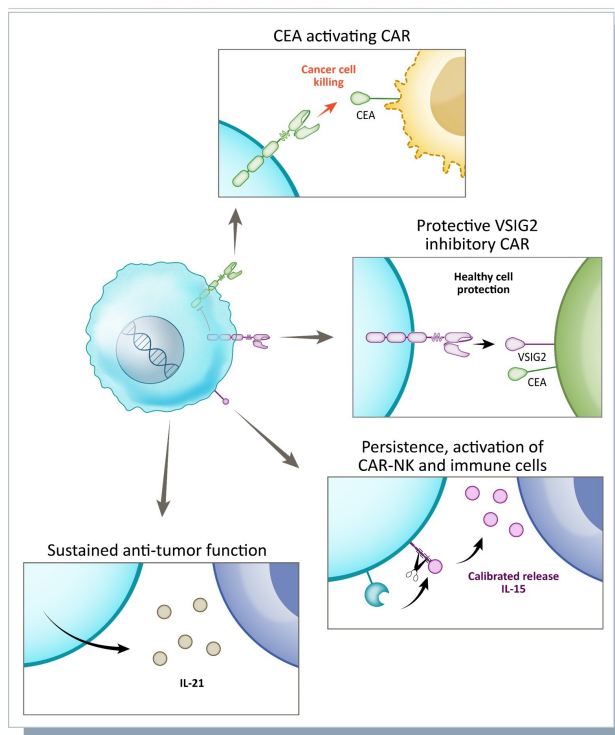 CEA activating CAR
Cancer cell
killing
CEA
Protective VSIG2
inhibitory CAR
Healthy cell
protection
VSIG2
CEA
Persistence, activation of
CAR-NK and immune cells
Calibrated release
IL-15
Sustained anti-tumor function
IL-21